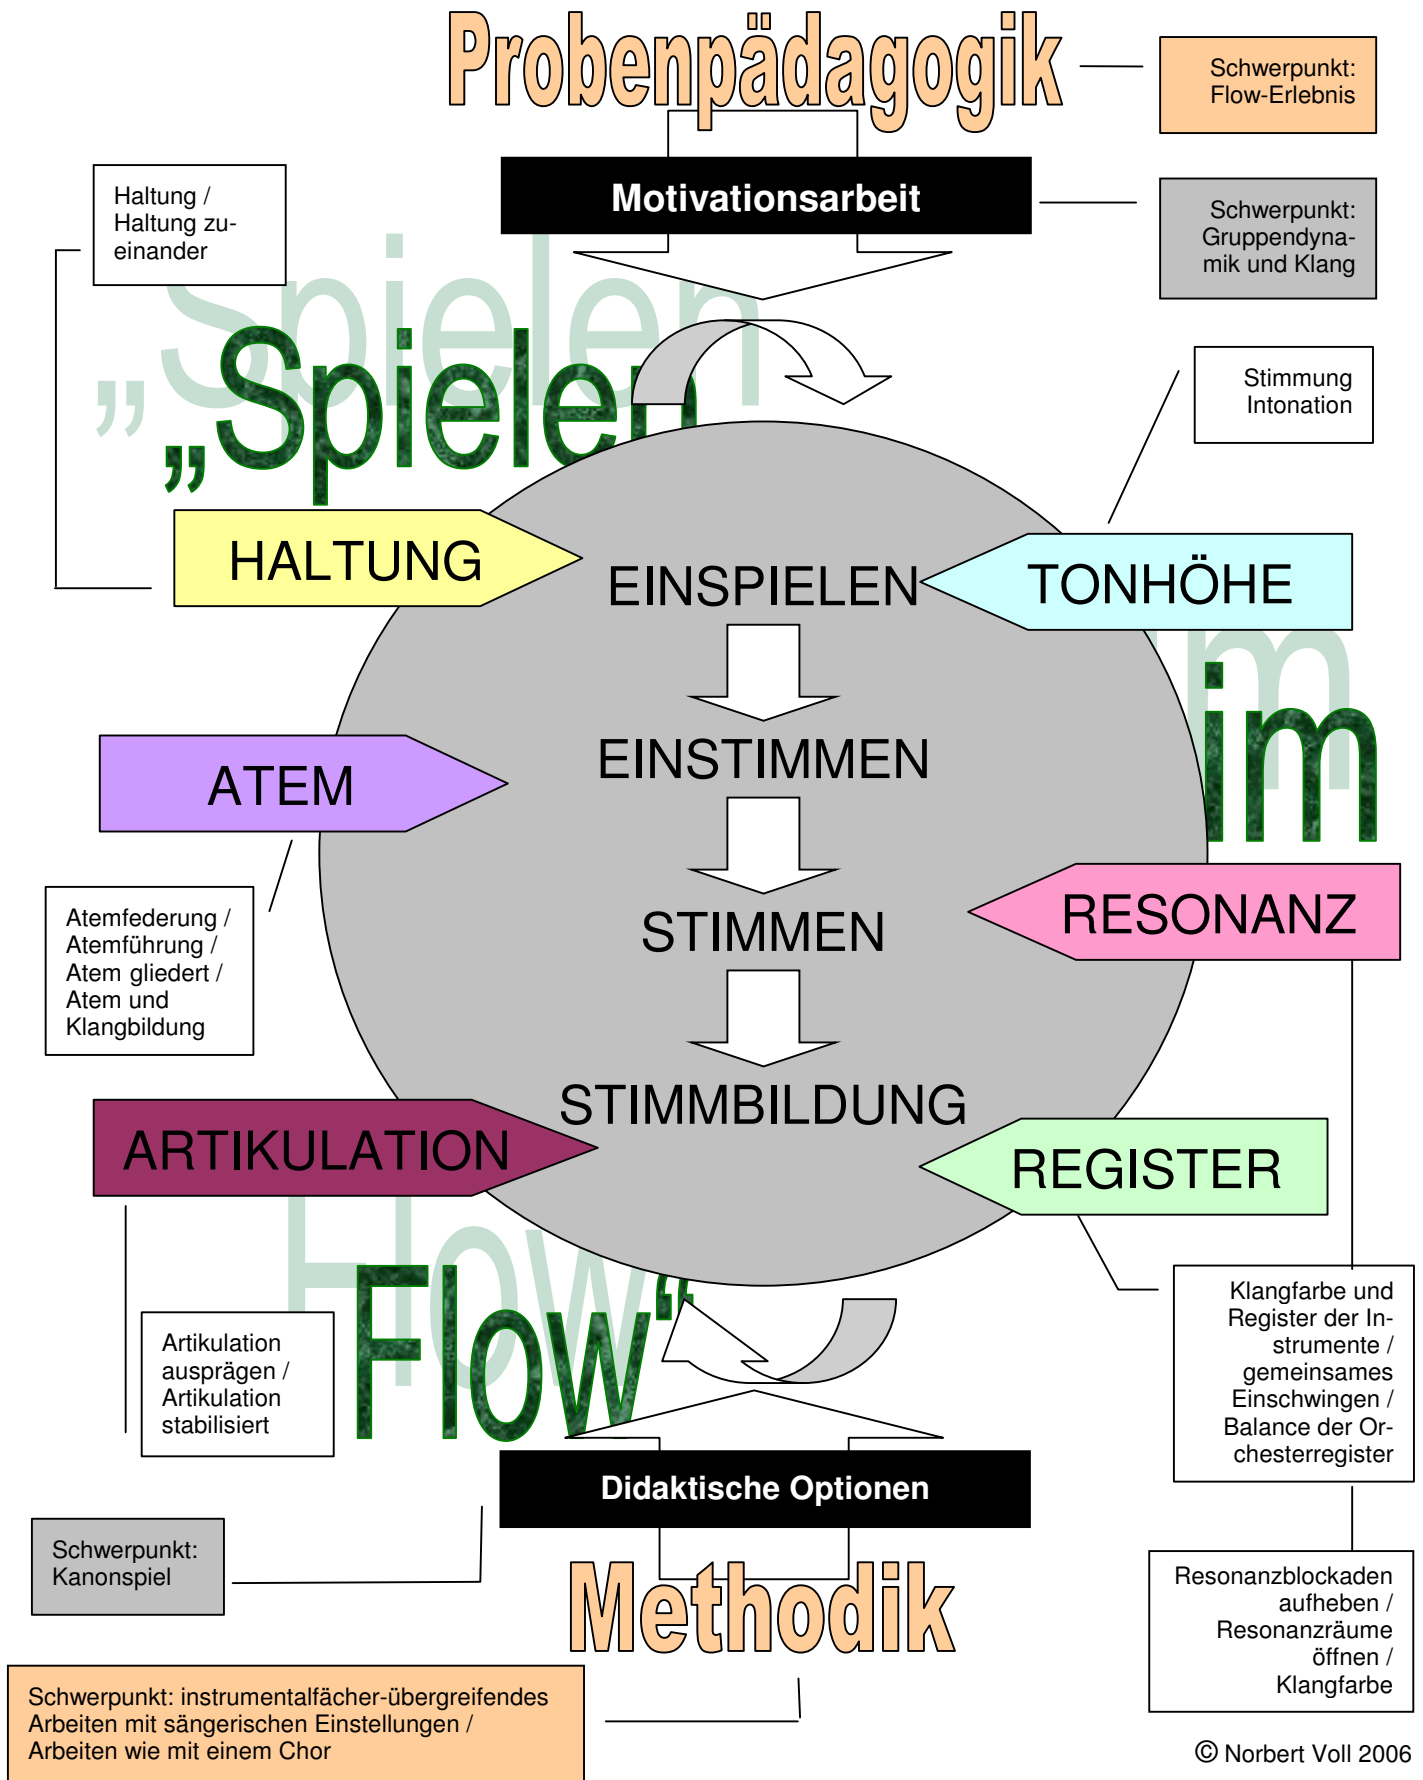 Probenpädagogik
Schwerpunkt:
Flow-Erlebnis
Motivationsarbeit
Haltung /
Haltung zu-
einander
Schwerpunkt:
Gruppendyna-
mik und Klang
„Spielen
Stimmung
Intonation
HALTUNG
EINSPIELEN
TONHÖHE
im
EINSTIMMEN
ATEM
RESONANZ
STIMMEN
Atemfederung /
Atemführung /
Atem gliedert /
Atem und
Klangbildung
STIMMBILDUNG
ARTIKULATION
REGISTER
Flow“
Klangfarbe und
Register der In-
strumente /
gemeinsames
Einschwingen /
Balance der Or-
chesterregister
Artikulation
ausprägen /
Artikulation
stabilisiert
Didaktische Optionen
Schwerpunkt:
Kanonspiel
Methodik
Resonanzblockaden
aufheben /
Resonanzräume
öffnen /
Klangfarbe
Schwerpunkt: instrumentalfächer-übergreifendes
Arbeiten mit sängerischen Einstellungen /
Arbeiten wie mit einem Chor
© Norbert Voll 2006